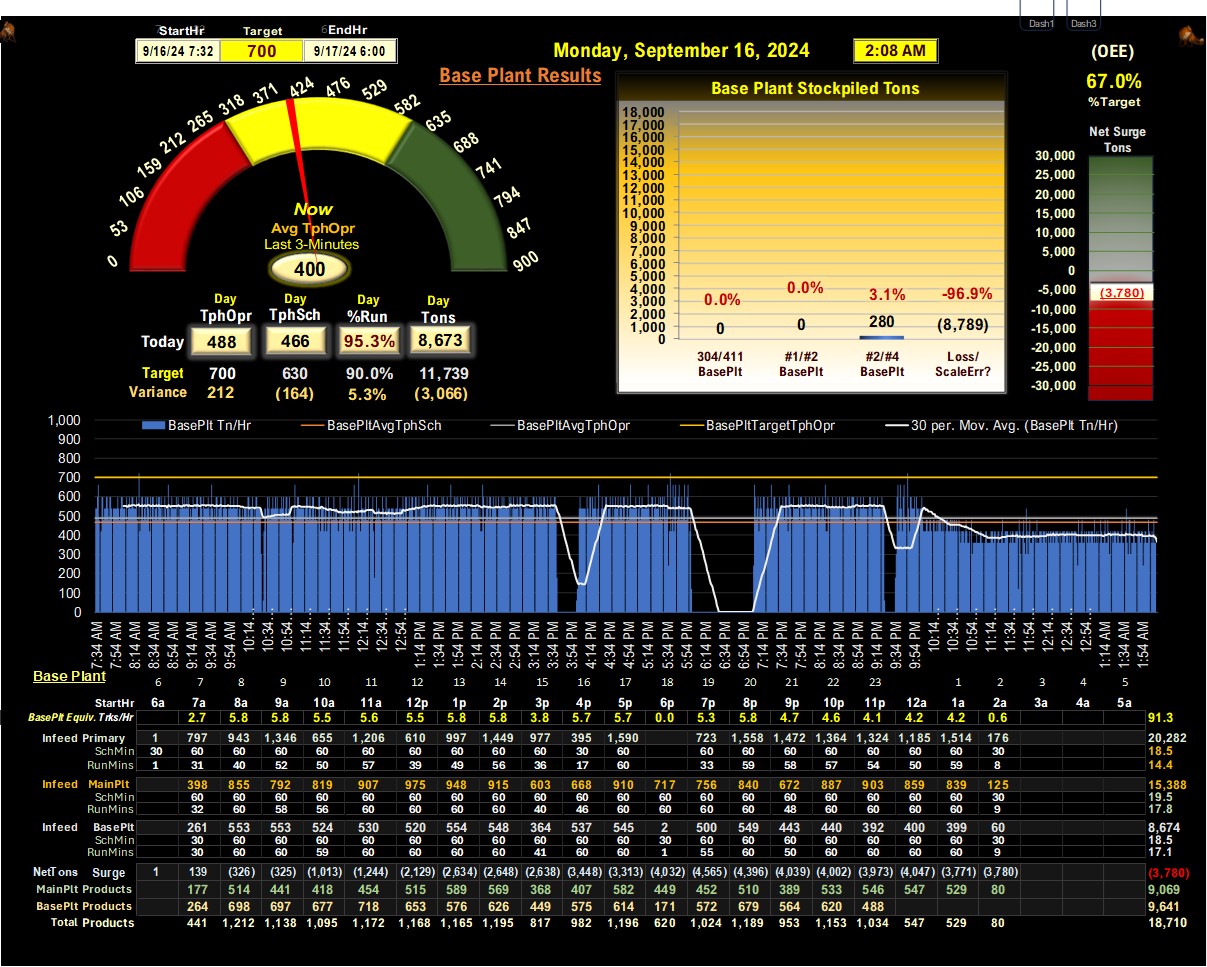 Dash1 Dash3
StartHr Target EndHr
9/16/24 7:32 700 9/17/24 6:00
Monday, September 16, 2024 2:08 AM
(OEE)
67.0%
%Target
Base Plant Results
Base Plant Stockpiled Tons
18,000
17,000
16,000
15,000
14,000
13,000
12,000
11,000
10,000
9,000
8,000
7,000
6,000
5,000
4,000
3,000
2,000
1,000
0
0.0% 0.0% 3.1% -96.9%
0 0 280 (8,789)
304/411 #1/#2 #2/#4 Loss/
BasePlt BasePlt BasePlt ScaleErr?
Net Surge
Tons
30,000
25,000
20,000
15,000
10,000
5,000
0
-5,000
-10,000
-15,000
-20,000
-25,000
-30,000
(3,780)
0 53 106 159 212 265 318 371 424 476 529 582 635 688 741 794 847 900
Now
Avg TphOpr
Last 3-Minutes
400
Day Day Day Day
TphOpr TphSch %Run Tons
Today 488 466 95.3% 8,673
Target 700 630 90.0% 11,739
Variance 212 (164) 5.3% (3,066)
BasePlt Tn/Hr BasePltAvgTphSch BasePltAvgTphOpr BasePltTargetTphOpr 30 per. Mov. Avg. (BasePlt Tn/Hr)
1,000
900
800
700
600
500
400
300
200
100
0
7:34 AM 7:54 AM 8:14 AM 8:34 AM 8:54 AM 9:14 AM 9:34 AM 9:54 AM 10:14.. 10:34.. 10:54.. 11:14.. 11:34.. 11:54.. 12:14.. 12:34.. 12:54.. 1:14 PM 1:34 PM 1:54 PM 2:14 PM 2:34 PM 2:54 PM 3:14 PM 3:34 PM 3:54 PM 4:14 PM 4:34 PM 4:54 PM 5:14 PM 5:34 PM 5:54 PM 6:14 PM 6:34 PM 6:54 PM 7:14 PM 7:34 PM 7:54 PM 8:14 PM 8:34 PM 8:54 PM 9:14 PM 9:34 PM 9:54 PM 10:14.. 10:34.. 10:54.. 11:14.. 11:34.. 11:54.. 12:14.. 12:34.. 12:54.. 1:14 AM 1:34 AM 1:54 AM
Base Plant 6 7 8 9 10 11 12 13 14 15 16 17 18 19 20 21 22 23 1 2 3 4 5
StartHr 6a 7a 8a 9a 10a 11a 12p 1p 2p 3p 4p 5p 6p 7p 8p 9p 10p 11p 12a 1a 2a 3a 4a 5a
BasePlt Equiv. Trks/Hr 2.7 5.8 5.8 5.5 5.6 5.5 5.8 5.8 3.8 5.7 5.7 0.0 5.3 5.8 4.7 4.6 4.1 4.2 4.2 0.6 91.3
Infeed Primary 1 797 943 1,346 655 1,206 610 997 1,449 977 395 1,590 723 1,558 1,472 1,364 1,324 1,185 1,514 176 20,282
SchMin 30 60 60 60 60 60 60 60 60 60 30 60 60 60 60 60 60 60 60 30 18.5
RunMins 1 31 40 52 50 57 39 49 56 36 17 60 33 59 58 57 54 50 59 8 14.4
Infeed MainPlt 398 855 792 819 907 975 948 915 603 668 910 717 756 840 672 887 903 859 839 125 15,388
SchMin 60 60 60 60 60 60 60 60 60 60 60 60 60 60 60 60 60 60 60 30 19.5
RunMins 32 60 58 56 60 60 60 60 40 46 60 60 60 60 48 60 60 60 60 9 17.8
Infeed BasePlt 261 553 553 524 530 520 554 548 364 537 545 2 500 549 443 440 392 400 399 60 8,674
SchMin 30 60 60 60 60 60 60 60 60 60 60 30 60 60 60 60 60 60 60 30 18.5
RunMins 30 60 60 59 60 60 60 60 41 60 60 1 55 60 50 60 60 60 60 9 17.1
NetTons Surge 1 139 (326) (325) (1,013) (1,244) (2,129) (2,634) (2,648) (2,638) (3,448) (3,313) (4,032) (4,565) (4,396) (4,039) (4,002) (3,973) (4,047) (3,771) (3,780) (3,780)
MainPlt Products 177 514 441 418 454 515 589 569 368 407 582 449 452 510 389 533 546 547 529 80 9,069
BasePlt Products 264 698 697 677 718 653 576 626 449 575 614 171 572 679 564 620 488 9,641
Total Products 441 1,212 1,138 1,095 1,172 1,168 1,165 1,195 817 982 1,196 620 1,024 1,189 953 1,153 1,034 547 529 80 18,710